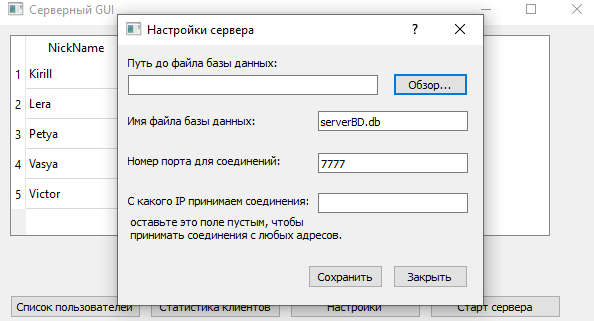 Серверный GUI
Настройки сервера
NickName
1 Kirill
2 Lera
3 Petya
4 Vasya
5 Victor
Путь до файла базы данных:
Обзор...
Имя файла базы данных: serverBD.db
Номер порта для соединений: 7777
С какого IP принимаем соединения:
оставьте это поле пустым, чтобы
принимать соединения с любых адресов.
Сохранить Закрыть
Список пользователей Статистика клиентов Настройки Старт сервера